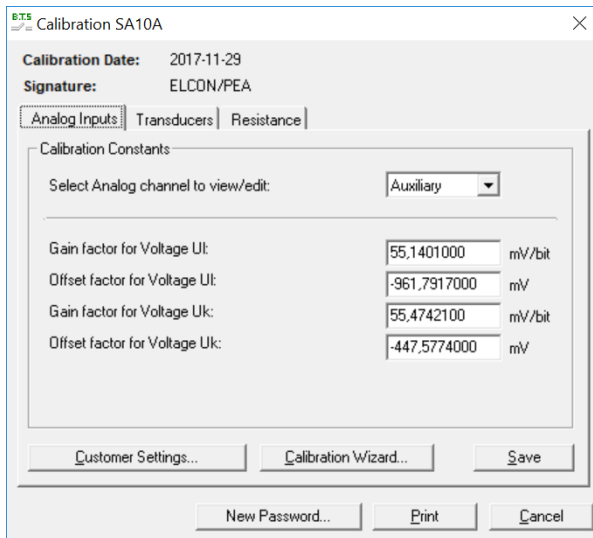 B.T.S
Calibration SA10A
Calibration Date: 2017-11-29
Signature: ELCON/PEA
Analog Inputs Transducers Resistance
Calibration Constants
Select Analog channel to view/edit: Auxiliary
Gain factor for Voltage UI: 55,1401000 mV/bit
Offset factor for Voltage UI: -961,7917000 mV
Gain factor for Voltage Uk: 55,4742100 mV/bit
Offset factor for Voltage Uk: -447,5774000 mV
Customer Settings... Calibration Wizard... Save
New Password... Print Cancel